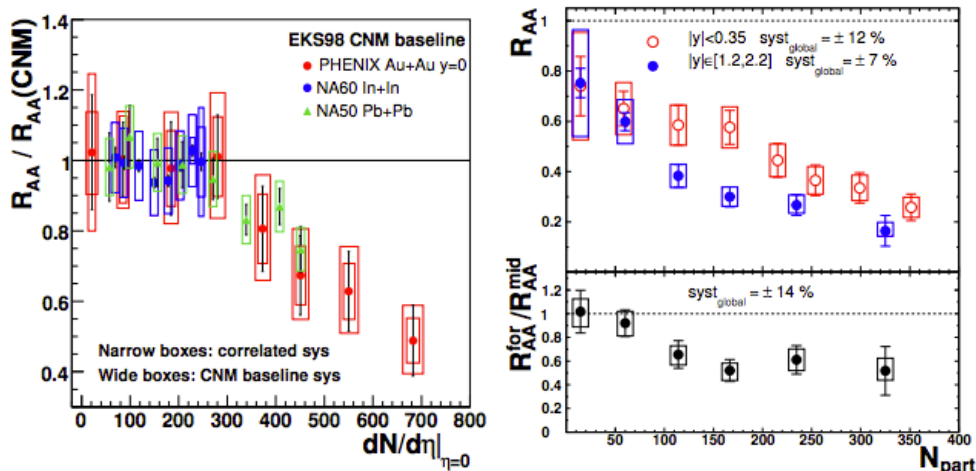 R_AA / R_AA(CNM)
1.4
1.2
1
0.8
0.6
0.4
EKS98 CNM baseline
PHENIX Au+Au y=0
NA60 In+In
NA50 Pb+Pb
Narrow boxes: correlated sys
Wide boxes: CNM baseline sys
0 100 200 300 400 500 600 700 800
dN/dη|η=0
R_AA
1
0.8
0.6
0.4
0.2
|y|<0.35 syst_global = ± 12 %
|y|∈[1.2,2.2] syst_global = ± 7 %
R_AA^for / R_AA^mid
1.2
1
0.8
0.6
0.4
0.2
0
syst_global = ± 14 %
0 50 100 150 200 250 300 350 400
N_part